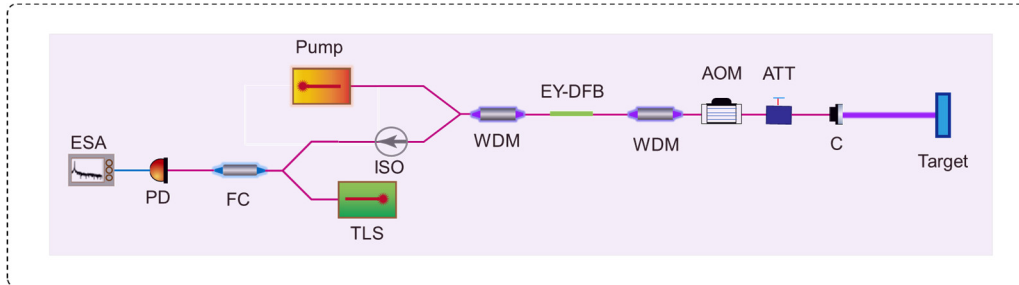 Pump
AOM
ATT
EY-DFB
ESA
WDM
WDM
C
ISO
Target
PD
FC
TLS